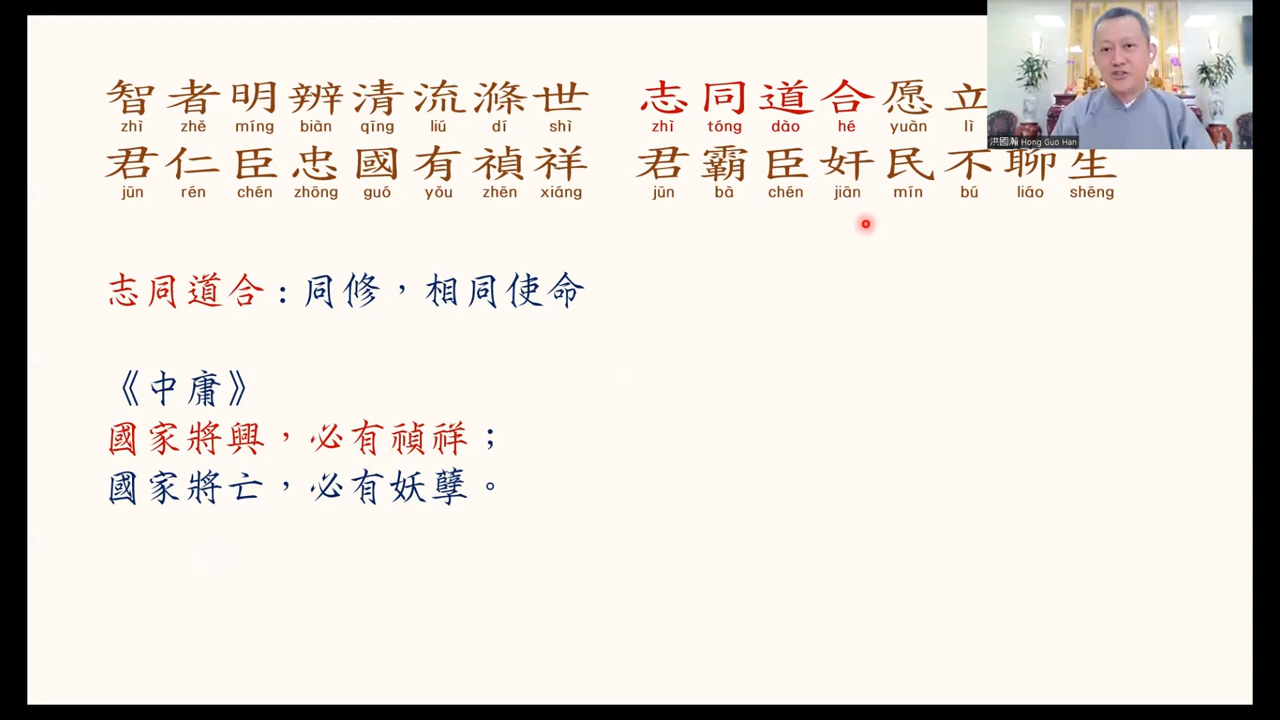 智者明辨清流滌世 志同道合愿立
zhì zhě míng biàn qīng liú dí shì zhì tóng dào hé yuàn lì
君仁臣忠國有禎祥 君霸臣奸民不聊生
jūn rén chén zhōng guó yǒu zhēn xiáng jūn bà chén jiān mín bú liáo shēng
志同道合：同修，相同使命
《中庸》
國家將興，必有禎祥；
國家將亡，必有妖孽。
洪國瀚 Hong Guo Han